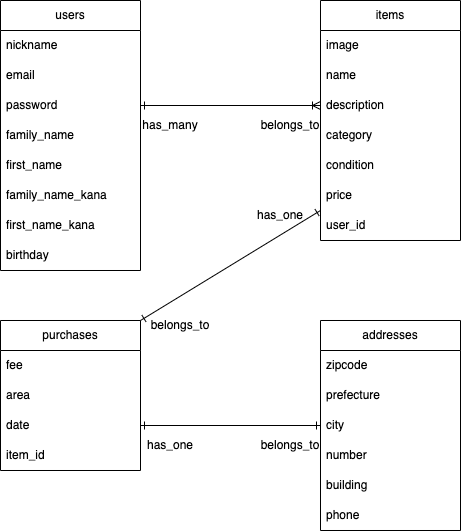 users
nickname
email
password
family_name
first_name
family_name_kana
first_name_kana
birthday
items
image
name
description
category
condition
price
user_id
has_many
belongs_to
has_one
belongs_to
purchases
fee
area
date
item_id
addresses
zipcode
prefecture
city
number
building
phone
has_one
belongs_to